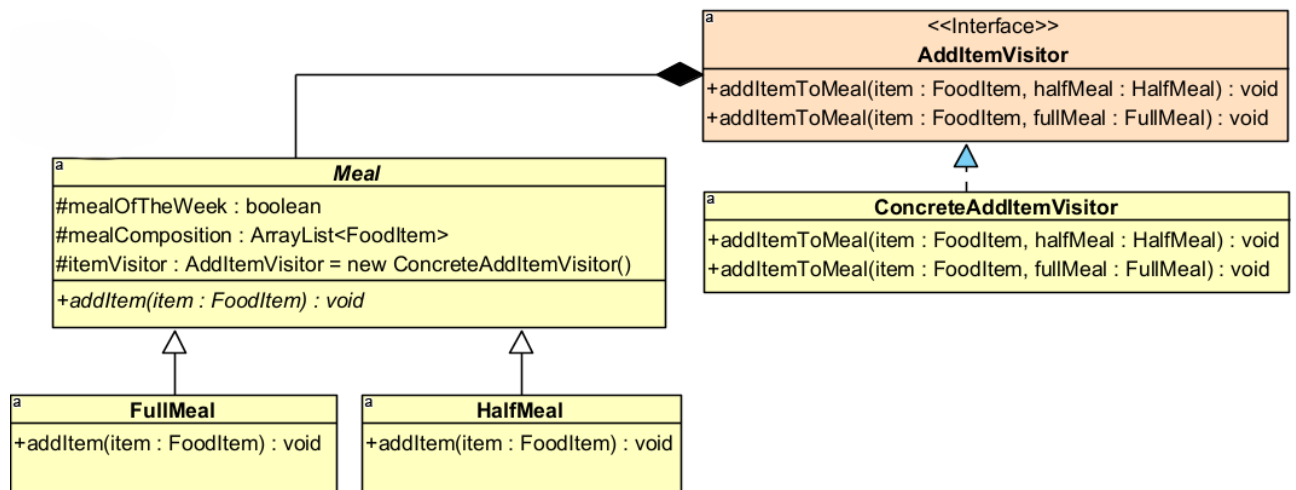 a
<<Interface>>
AddItemVisitor
+addItemToMeal(item : FoodItem, halfMeal : HalfMeal) : void
+addItemToMeal(item : FoodItem, fullMeal : FullMeal) : void
a
Meal
#mealOfTheWeek : boolean
#mealComposition : ArrayList<FoodItem>
#itemVisitor : AddItemVisitor = new ConcreteAddItemVisitor()
+addItem(item : FoodItem) : void
a
ConcreteAddItemVisitor
+addItemToMeal(item : FoodItem, halfMeal : HalfMeal) : void
+addItemToMeal(item : FoodItem, fullMeal : FullMeal) : void
a
FullMeal
+addItem(item : FoodItem) : void
a
HalfMeal
+addItem(item : FoodItem) : void